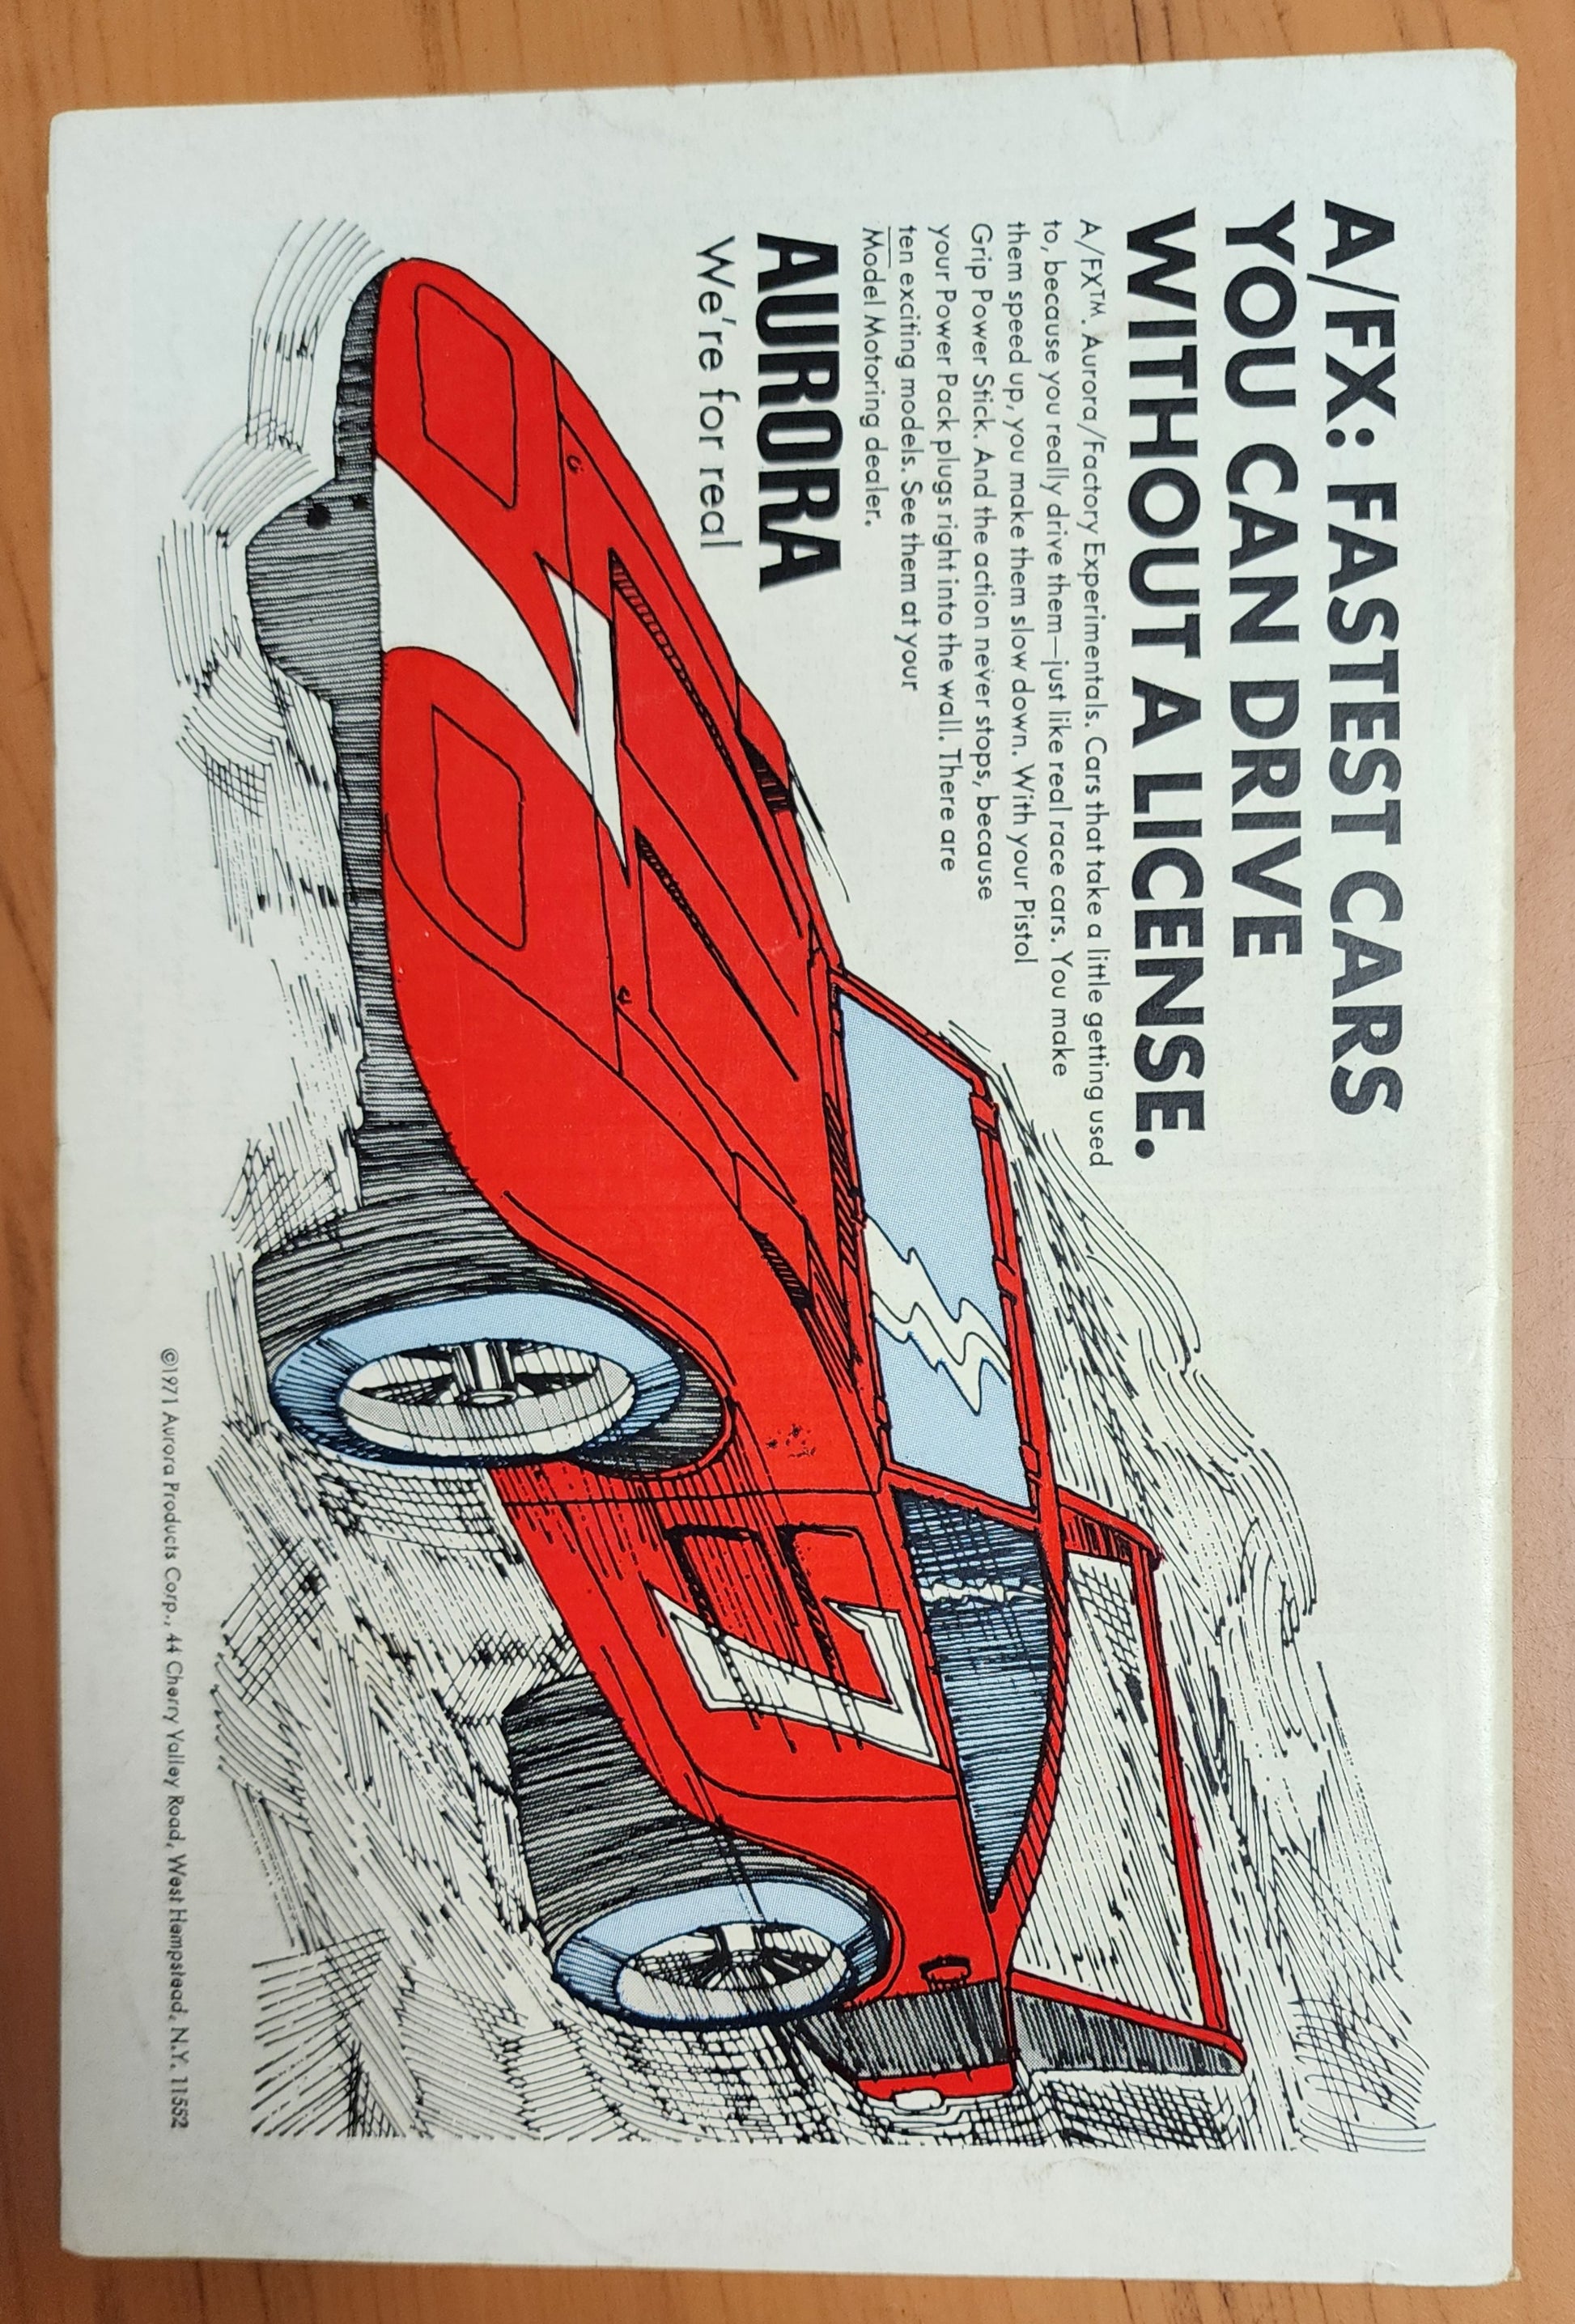 A/FX: FASTEST CARS
YOU CAN DRIVE
WITHOUT A LICENSE.
A/FX™. Aurora/Factory Experimentals. Cars that take a little getting used
to, because you really drive them—just like real race cars. You make
them speed up, you make them slow down. With your Pistol
Grip Power Stick. And the action never stops, because
your Power Pack plugs right into the wall. There are
ten exciting models. See them at your
Model Motoring dealer.
AURORA
We're for real
7
7
©1971 Aurora Products Corp., 44 Cherry Valley Road, West Hempstead, N.Y. 11552